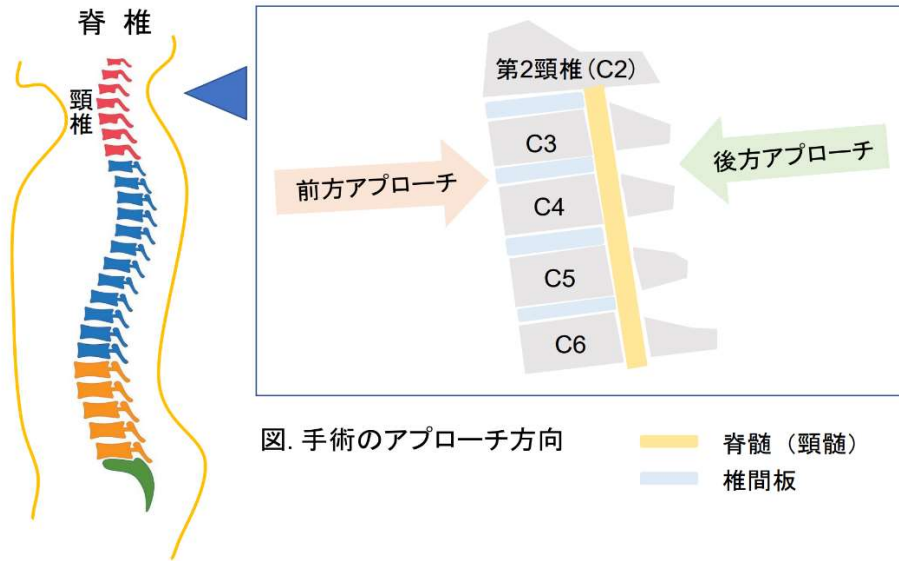 脊 椎
頸椎
第2頸椎(C2)
C3
前方アプローチ
後方アプローチ
C4
C5
C6
図. 手術のアプローチ方向
脊髄（頸髄）
椎間板